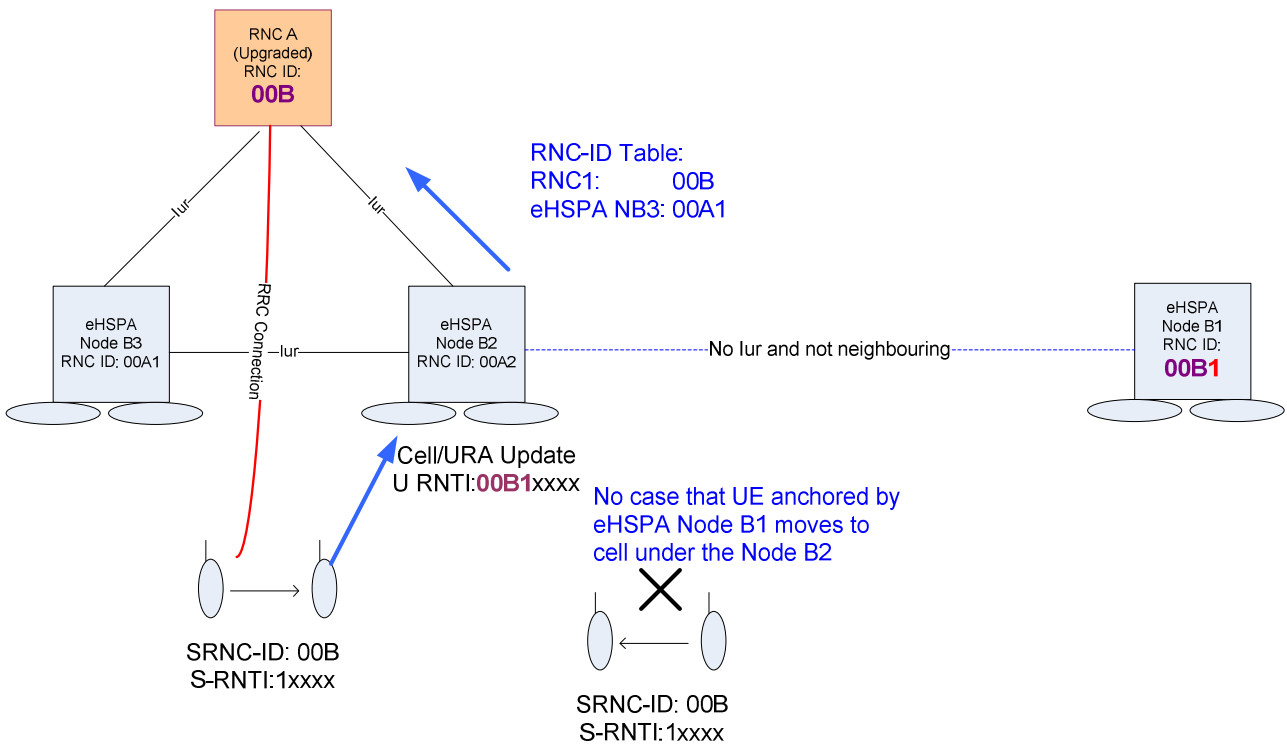 RNC A
(Upgraded)
RNC ID:
00B
RNC-ID Table:
RNC1: 00B
eHSPA NB3: 00A1
Iur
Iur
RRC Connection
eHSPA
Node B3
RNC ID: 00A1
Iur
eHSPA
Node B2
RNC ID: 00A2
No Iur and not neighbouring
eHSPA
Node B1
RNC ID:
00B1
Cell/URA Update
U RNTI:00B1xxxx
No case that UE anchored by
eHSPA Node B1 moves to
cell under the Node B2
SRNC-ID: 00B
S-RNTI:1xxxx
SRNC-ID: 00B
S-RNTI:1xxxx